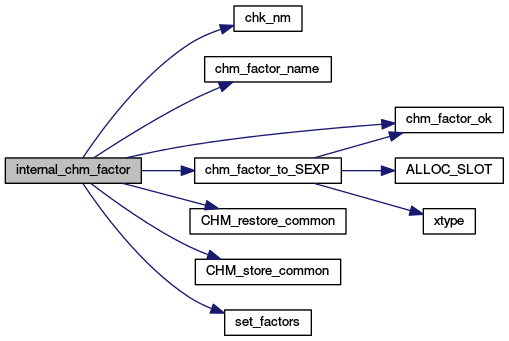 chk_nm
chm_factor_name
chm_factor_ok
internal_chm_factor
chm_factor_to_SEXP
ALLOC_SLOT
CHM_restore_common
xtype
CHM_store_common
set_factors